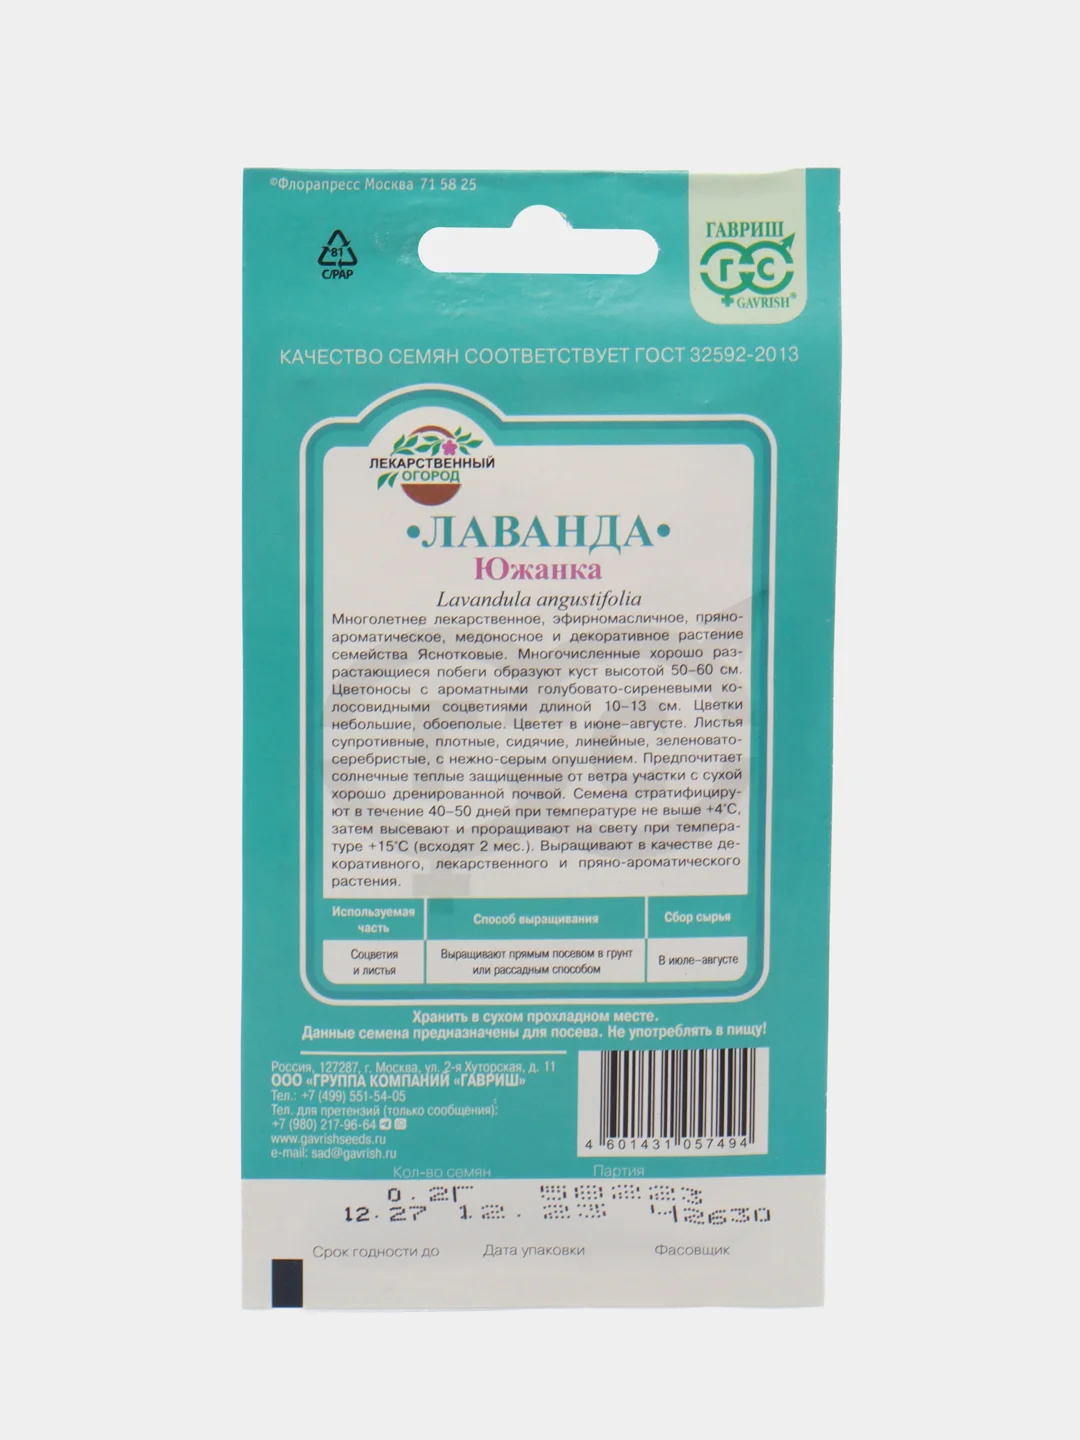 ©Флорапресс Москва 71 58 25
ГАВРИШ
Г С
GAVRISH®
81
C/PAP
КАЧЕСТВО СЕМЯН СООТВЕТСТВУЕТ ГОСТ 32592-2013
ЛЕКАРСТВЕННЫЙ
ОГОРОД
•ЛАВАНДА•
Южанка
Lavandula angustifolia
Многолетнее лекарственное, эфирномасличное, пряно-
ароматическое, медоносное и декоративное растение
семейства Яснотковые. Многочисленные хорошо раз-
растающиеся побеги образуют куст высотой 50–60 см.
Цветоносы с ароматными голубовато-сиреневыми ко-
лосовидными соцветиями длиной 10–13 см. Цветки
небольшие, обоеполые. Цветет в июне–августе. Листья
супротивные, плотные, сидячие, линейные, зеленовато-
серебристые, с нежно-серым опушением. Предпочитает
солнечные теплые защищенные от ветра участки с сухой
хорошо дренированной почвой. Семена стратифициру-
ют в течение 40–50 дней при температуре не выше +4°С,
затем высевают и проращивают на свету при темпера-
туре +15°С (всходят 2 мес.). Выращивают в качестве де-
коративного, лекарственного и пряно-ароматического
растения.
Используемая
часть
Способ выращивания
Сбор сырья
Соцветия
и листья
Выращивают прямым посевом в грунт
или рассадным способом
В июле–августе
Хранить в сухом прохладном месте.
Данные семена предназначены для посева. Не употреблять в пищу!
Россия, 127287, г. Москва, ул. 2-я Хуторская, д. 11
ООО «ГРУППА КОМПАНИЙ «ГАВРИШ»
Тел.: +7 (499) 551-54-05
Тел. для претензий (только сообщения):
+7 (980) 217-96-64
www.gavrishseeds.ru
e-mail: sad@gavrish.ru
4 601431 057494
Кол-во семян Партия
0.2Г 580223
12.27 12.23 42630
Срок годности до Дата упаковки Фасовщик